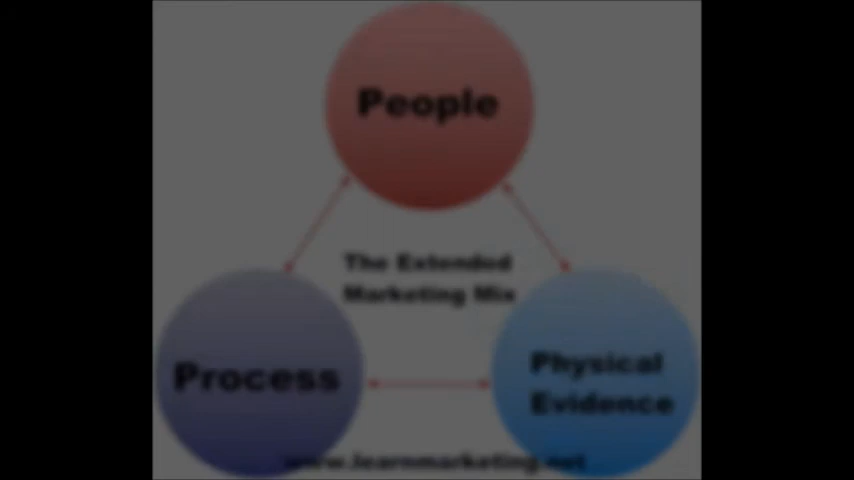 People
The Extended
Marketing Mix
Process
Physical
Evidence
www.learnmarketing.net